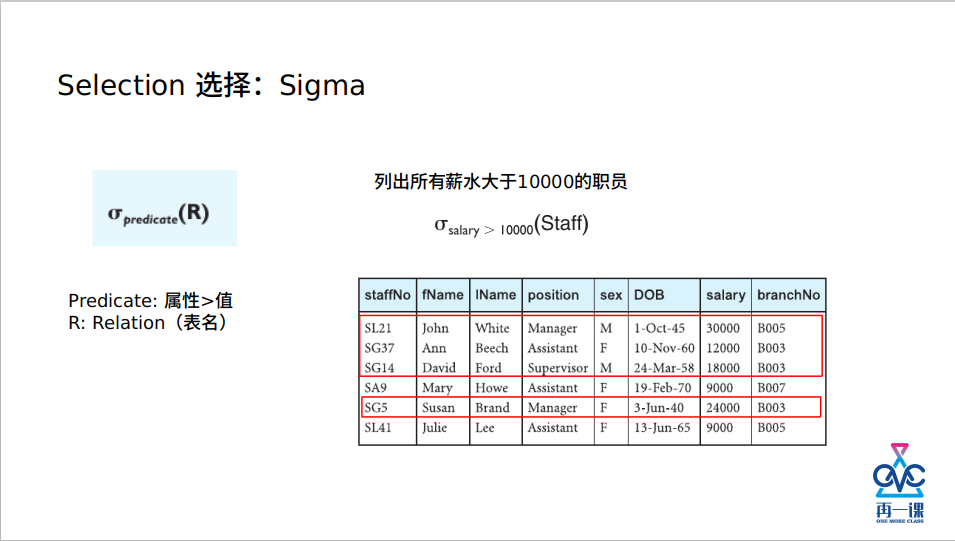 Selection 选择：Sigma
σpredicate(R)
Predicate: 属性>值
R: Relation（表名）
列出所有薪水大于10000的职员
σsalary > 10000(Staff)
staffNo fName lName position sex DOB salary branchNo
SL21 John White Manager M 1-Oct-45 30000 B005
SG37 Ann Beech Assistant F 10-Nov-60 12000 B003
SG14 David Ford Supervisor M 24-Mar-58 18000 B003
SA9 Mary Howe Assistant F 19-Feb-70 9000 B007
SG5 Susan Brand Manager F 3-Jun-40 24000 B003
SL41 Julie Lee Assistant F 13-Jun-65 9000 B005
OMC
再一课
ONE MORE CLASS